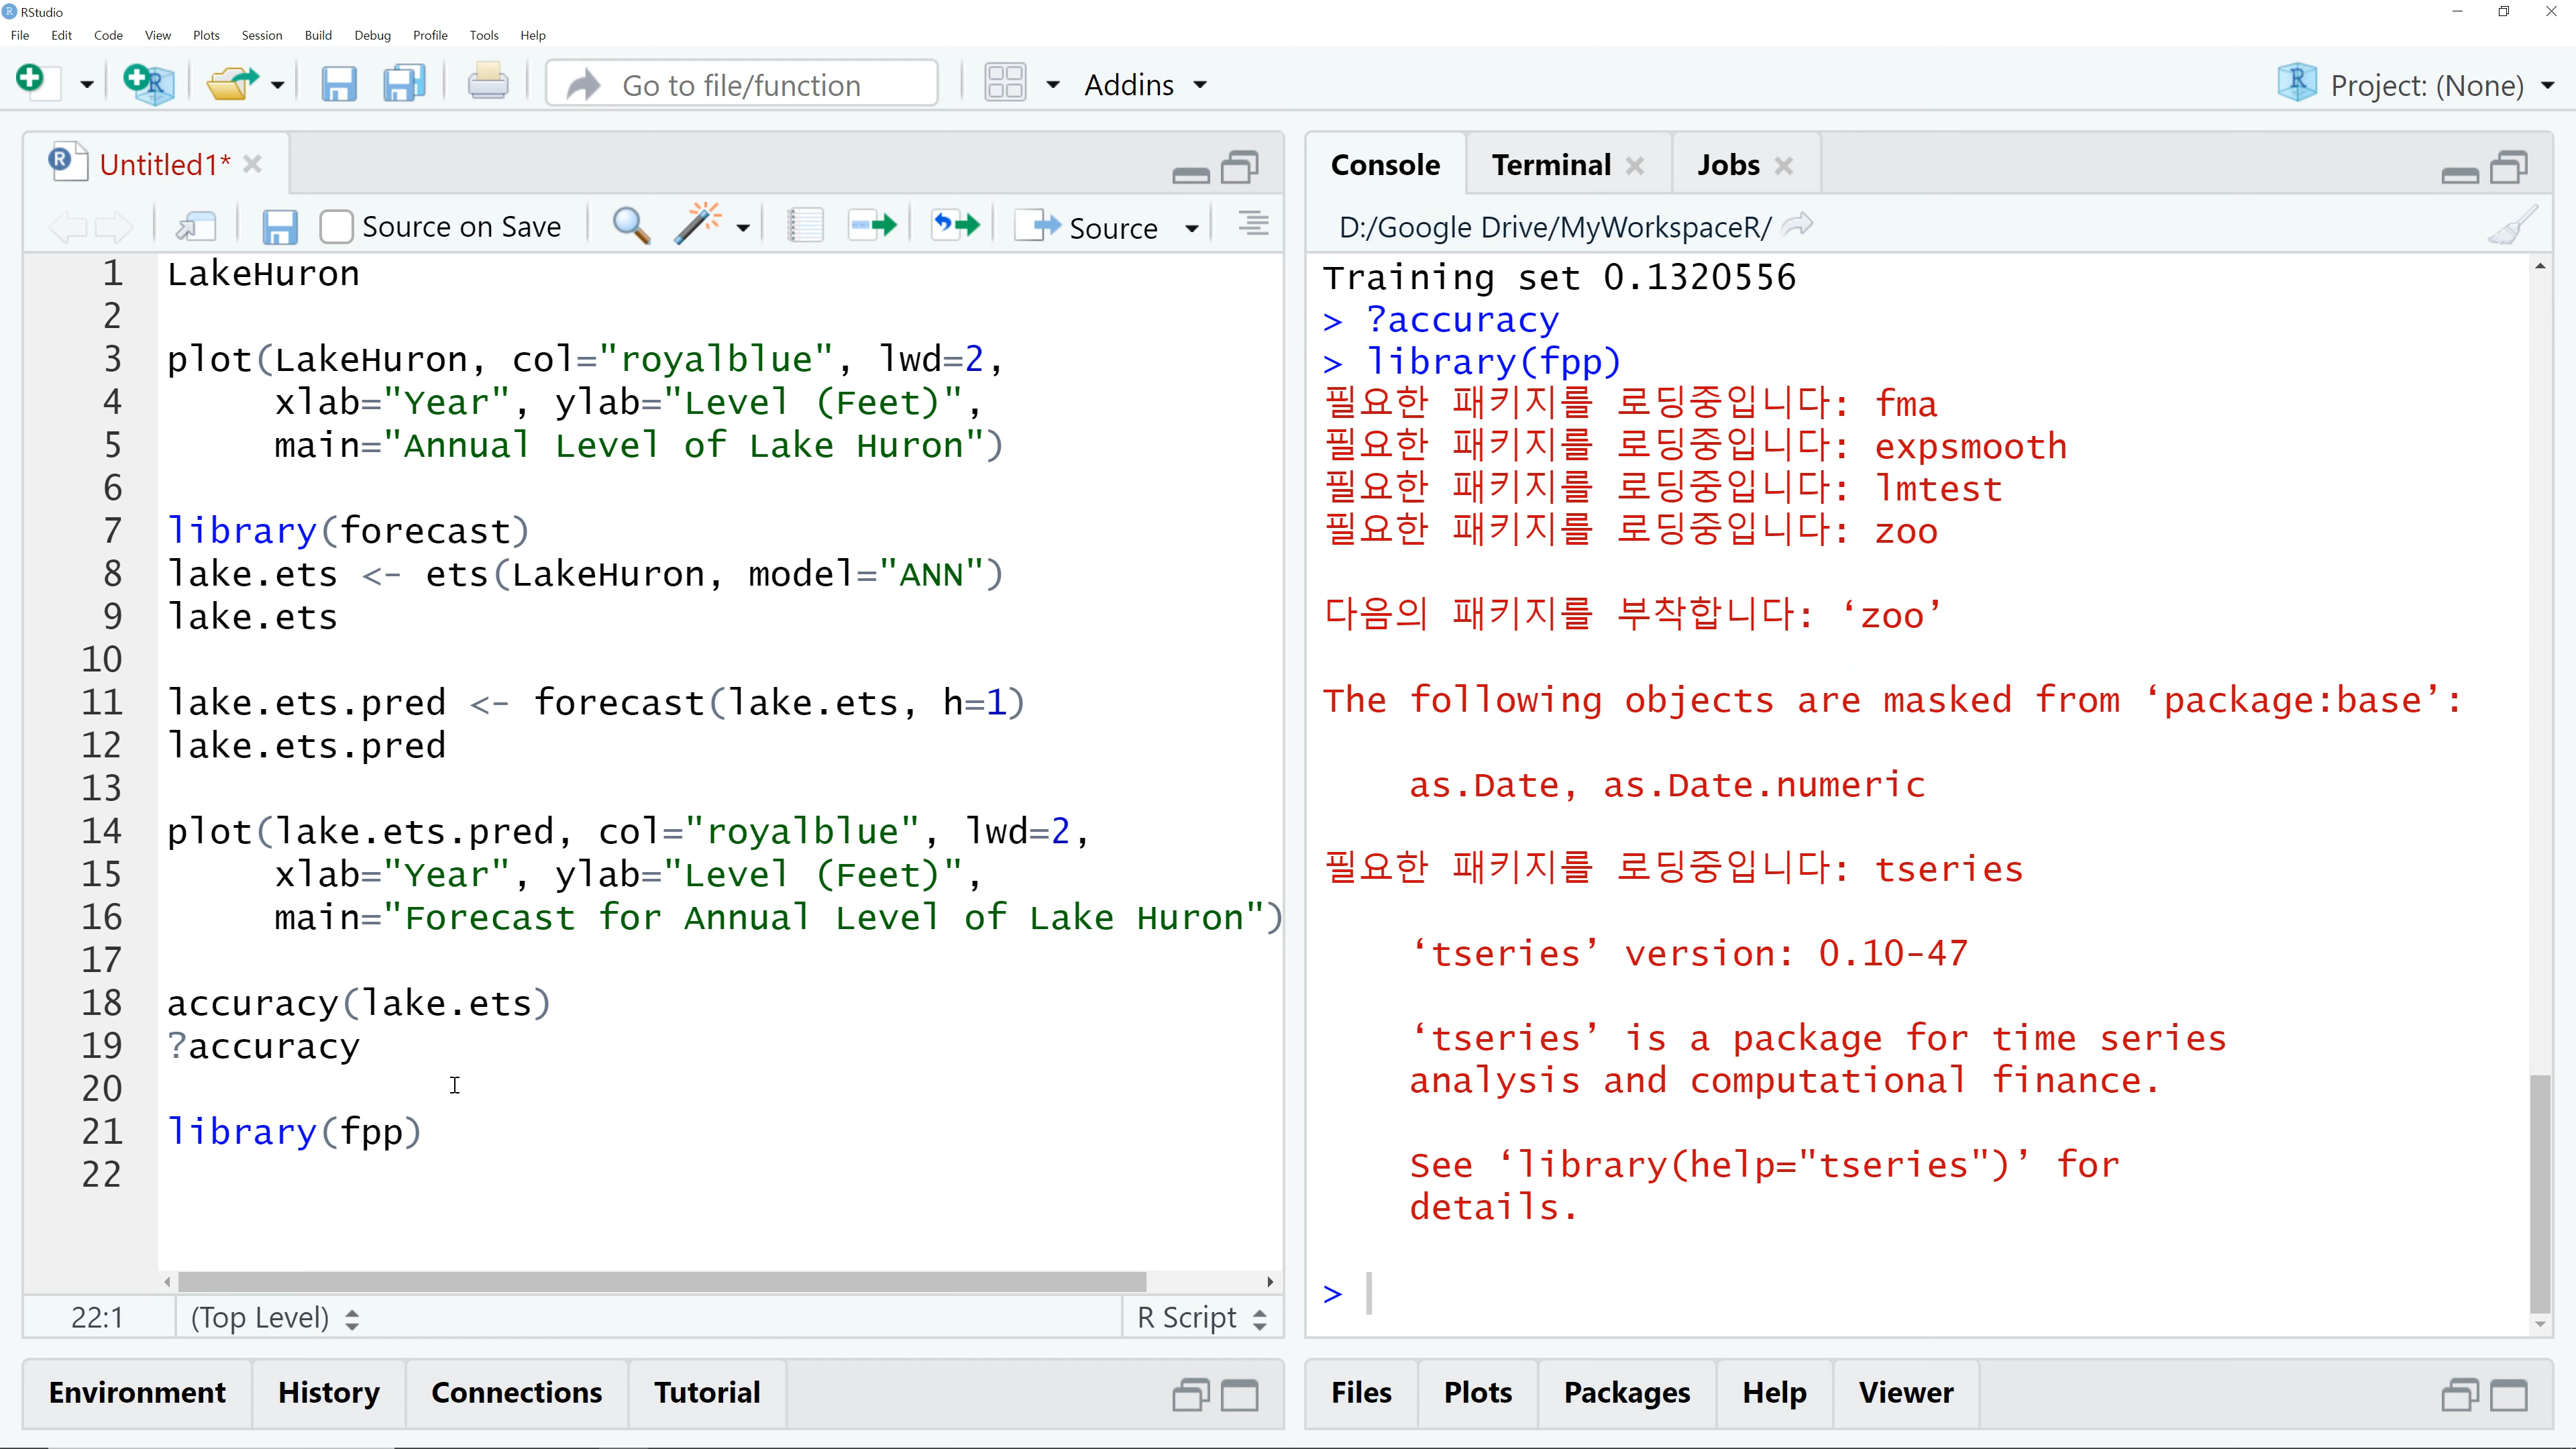 RStudio
File Edit Code View Plots Session Build Debug Profile Tools Help
Go to file/function Addins Project: (None)
Untitled1*
Source on Save Source
1 LakeHuron
2
3 plot(LakeHuron, col="royalblue", lwd=2,
4 xlab="Year", ylab="Level (Feet)",
5 main="Annual Level of Lake Huron")
6
7 library(forecast)
8 lake.ets <- ets(LakeHuron, model="ANN")
9 lake.ets
10
11 lake.ets.pred <- forecast(lake.ets, h=1)
12 lake.ets.pred
13
14 plot(lake.ets.pred, col="royalblue", lwd=2,
15 xlab="Year", ylab="Level (Feet)",
16 main="Forecast for Annual Level of Lake Huron")
17
18 accuracy(lake.ets)
19 ?accuracy
20
21 library(fpp)
22
22:1 (Top Level) R Script
Environment History Connections Tutorial
Console Terminal Jobs
D:/Google Drive/MyWorkspaceR/
Training set 0.1320556
> ?accuracy
> library(fpp)
필요한 패키지를 로딩중입니다: fma
필요한 패키지를 로딩중입니다: expsmooth
필요한 패키지를 로딩중입니다: lmtest
필요한 패키지를 로딩중입니다: zoo
다음의 패키지를 부착합니다: ‘zoo’
The following objects are masked from ‘package:base’:
as.Date, as.Date.numeric
필요한 패키지를 로딩중입니다: tseries
‘tseries’ version: 0.10-47
‘tseries’ is a package for time series
analysis and computational finance.
See ‘library(help="tseries")’ for
details.
>
Files Plots Packages Help Viewer